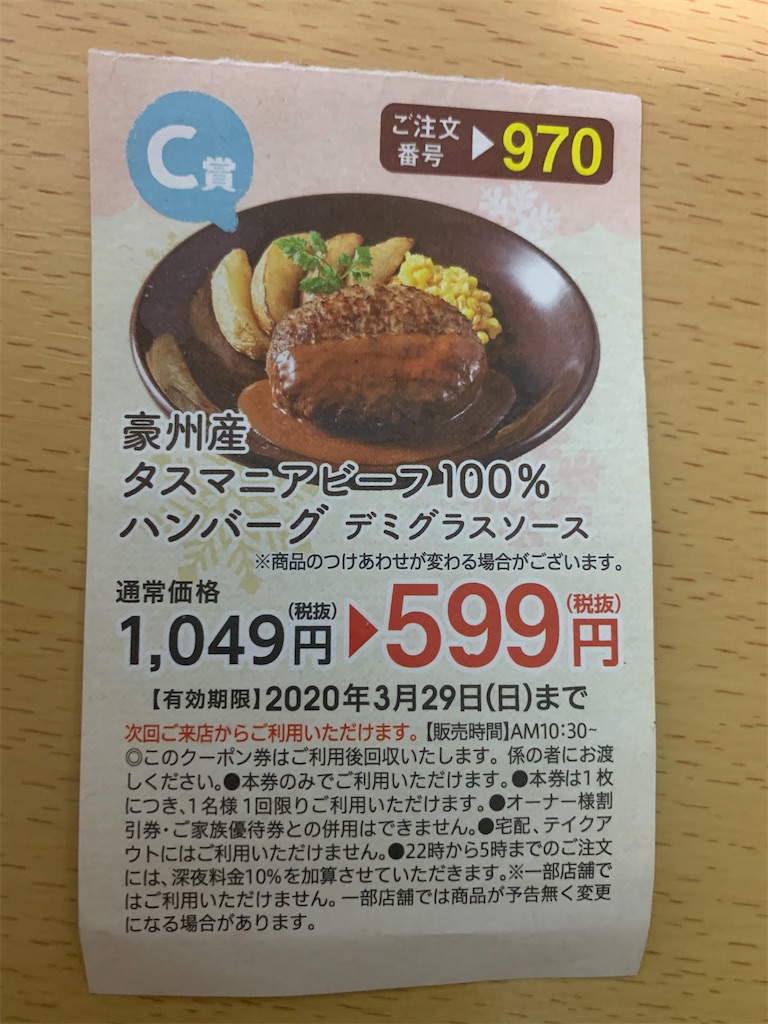 C賞
ご注文
番号 ▶970
豪州産
タスマニアビーフ100%
ハンバーグ デミグラスソース
※商品のつけあわせが変わる場合がございます。
通常価格
1,049円(税抜)▶599円(税抜)
【有効期限】2020年3月29日(日)まで
次回ご来店からご利用いただけます。【販売時間】AM10:30~
◎このクーポン券はご利用後回収いたします。係の者にお渡
しください。●本券のみでご利用いただけます。●本券は1枚
につき、1名様1回限りご利用いただけます。●オーナー様割
引券・ご家族優待券との併用はできません。●宅配、テイクア
ウトにはご利用いただけません。●22時から5時までのご注文
には、深夜料金10%を加算させていただきます。※一部店舗で
はご利用いただけません。一部店舗では商品が予告無く変更
になる場合があります。